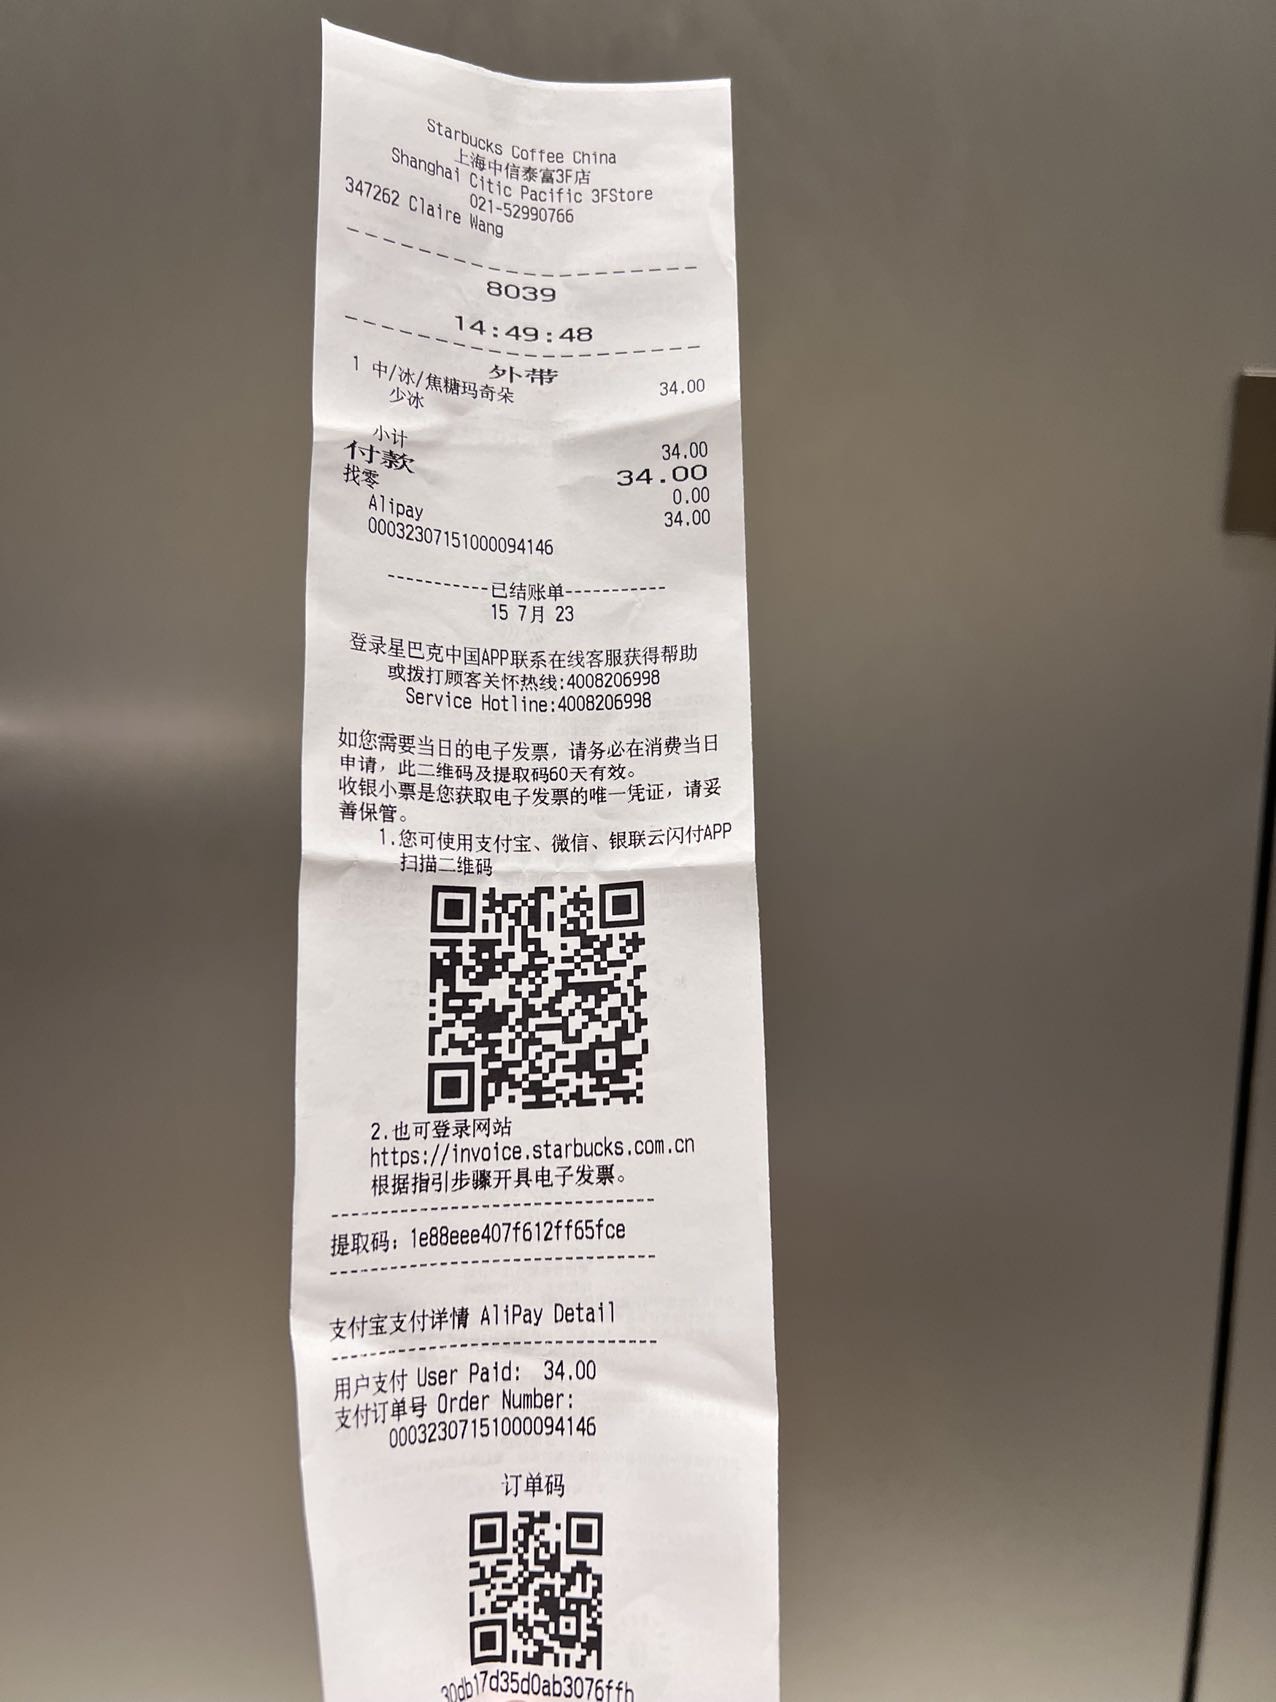 Starbucks Coffee China
上海中信泰富3F店
Shanghai Citic Pacific 3FStore
021-52990766
347262 Claire Wang
8039
14:49:48
外带
1 中/冰/焦糖玛奇朵 34.00
少冰
小计 34.00
付款 34.00
找零 0.00
Alipay 34.00
00032307151000094146
-----------已结账单-----------
15 7月 23
登录星巴克中国APP联系在线客服获得帮助
或拨打顾客关怀热线:4008206998
Service Hotline:4008206998
如您需要当日的电子发票，请务必在消费当日
申请，此二维码及提取码60天有效。
收银小票是您获取电子发票的唯一凭证，请妥
善保管。
1.您可使用支付宝、微信、银联云闪付APP
扫描二维码
2.也可登录网站
https://invoice.starbucks.com.cn
根据指引步骤开具电子发票。
提取码: 1e88eee407f612ff65fce
支付宝支付详情 AliPay Detail
用户支付 User Paid: 34.00
支付订单号 Order Number:
00032307151000094146
订单码
30db17d35d0ab3076ffh